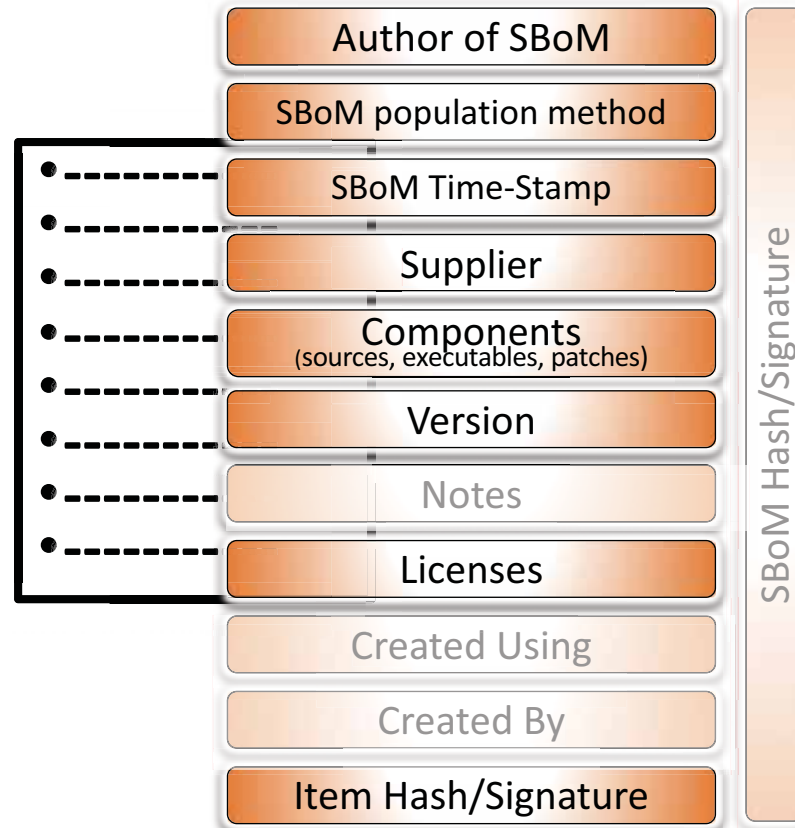 Author of SBoM
SBoM population method
SBoM Time-Stamp
Supplier
Components
(sources, executables, patches)
Version
Notes
Licenses
Created Using
Created By
Item Hash/Signature
SBoM Hash/Signature